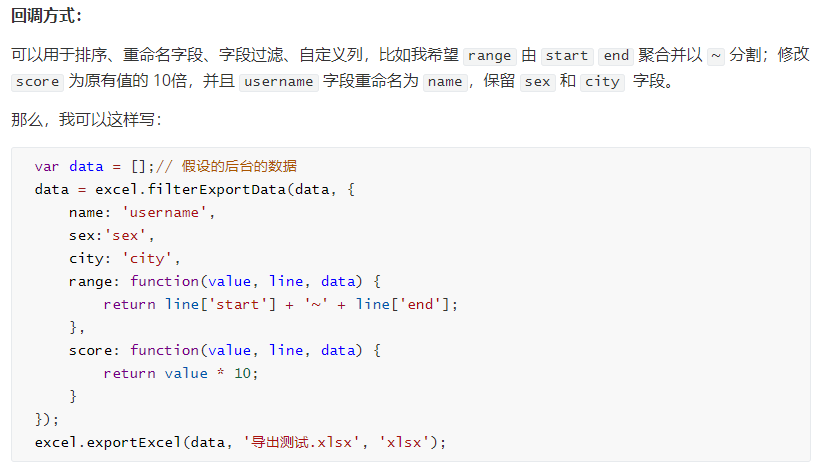 回调方式：
可以用于排序、重命名字段、字段过滤、自定义列，比如我希望 range 由 start end 聚合并以 ~ 分割；修改
score 为原有值的 10倍，并且 username 字段重命名为 name，保留 sex 和 city 字段。
那么，我可以这样写：
var data = [];// 假设的后台的数据
data = excel.filterExportData(data, {
    name: 'username',
    sex:'sex',
    city: 'city',
    range: function(value, line, data) {
        return line['start'] + '~' + line['end'];
    },
    score: function(value, line, data) {
        return value * 10;
    }
});
excel.exportExcel(data, '导出测试.xlsx', 'xlsx');